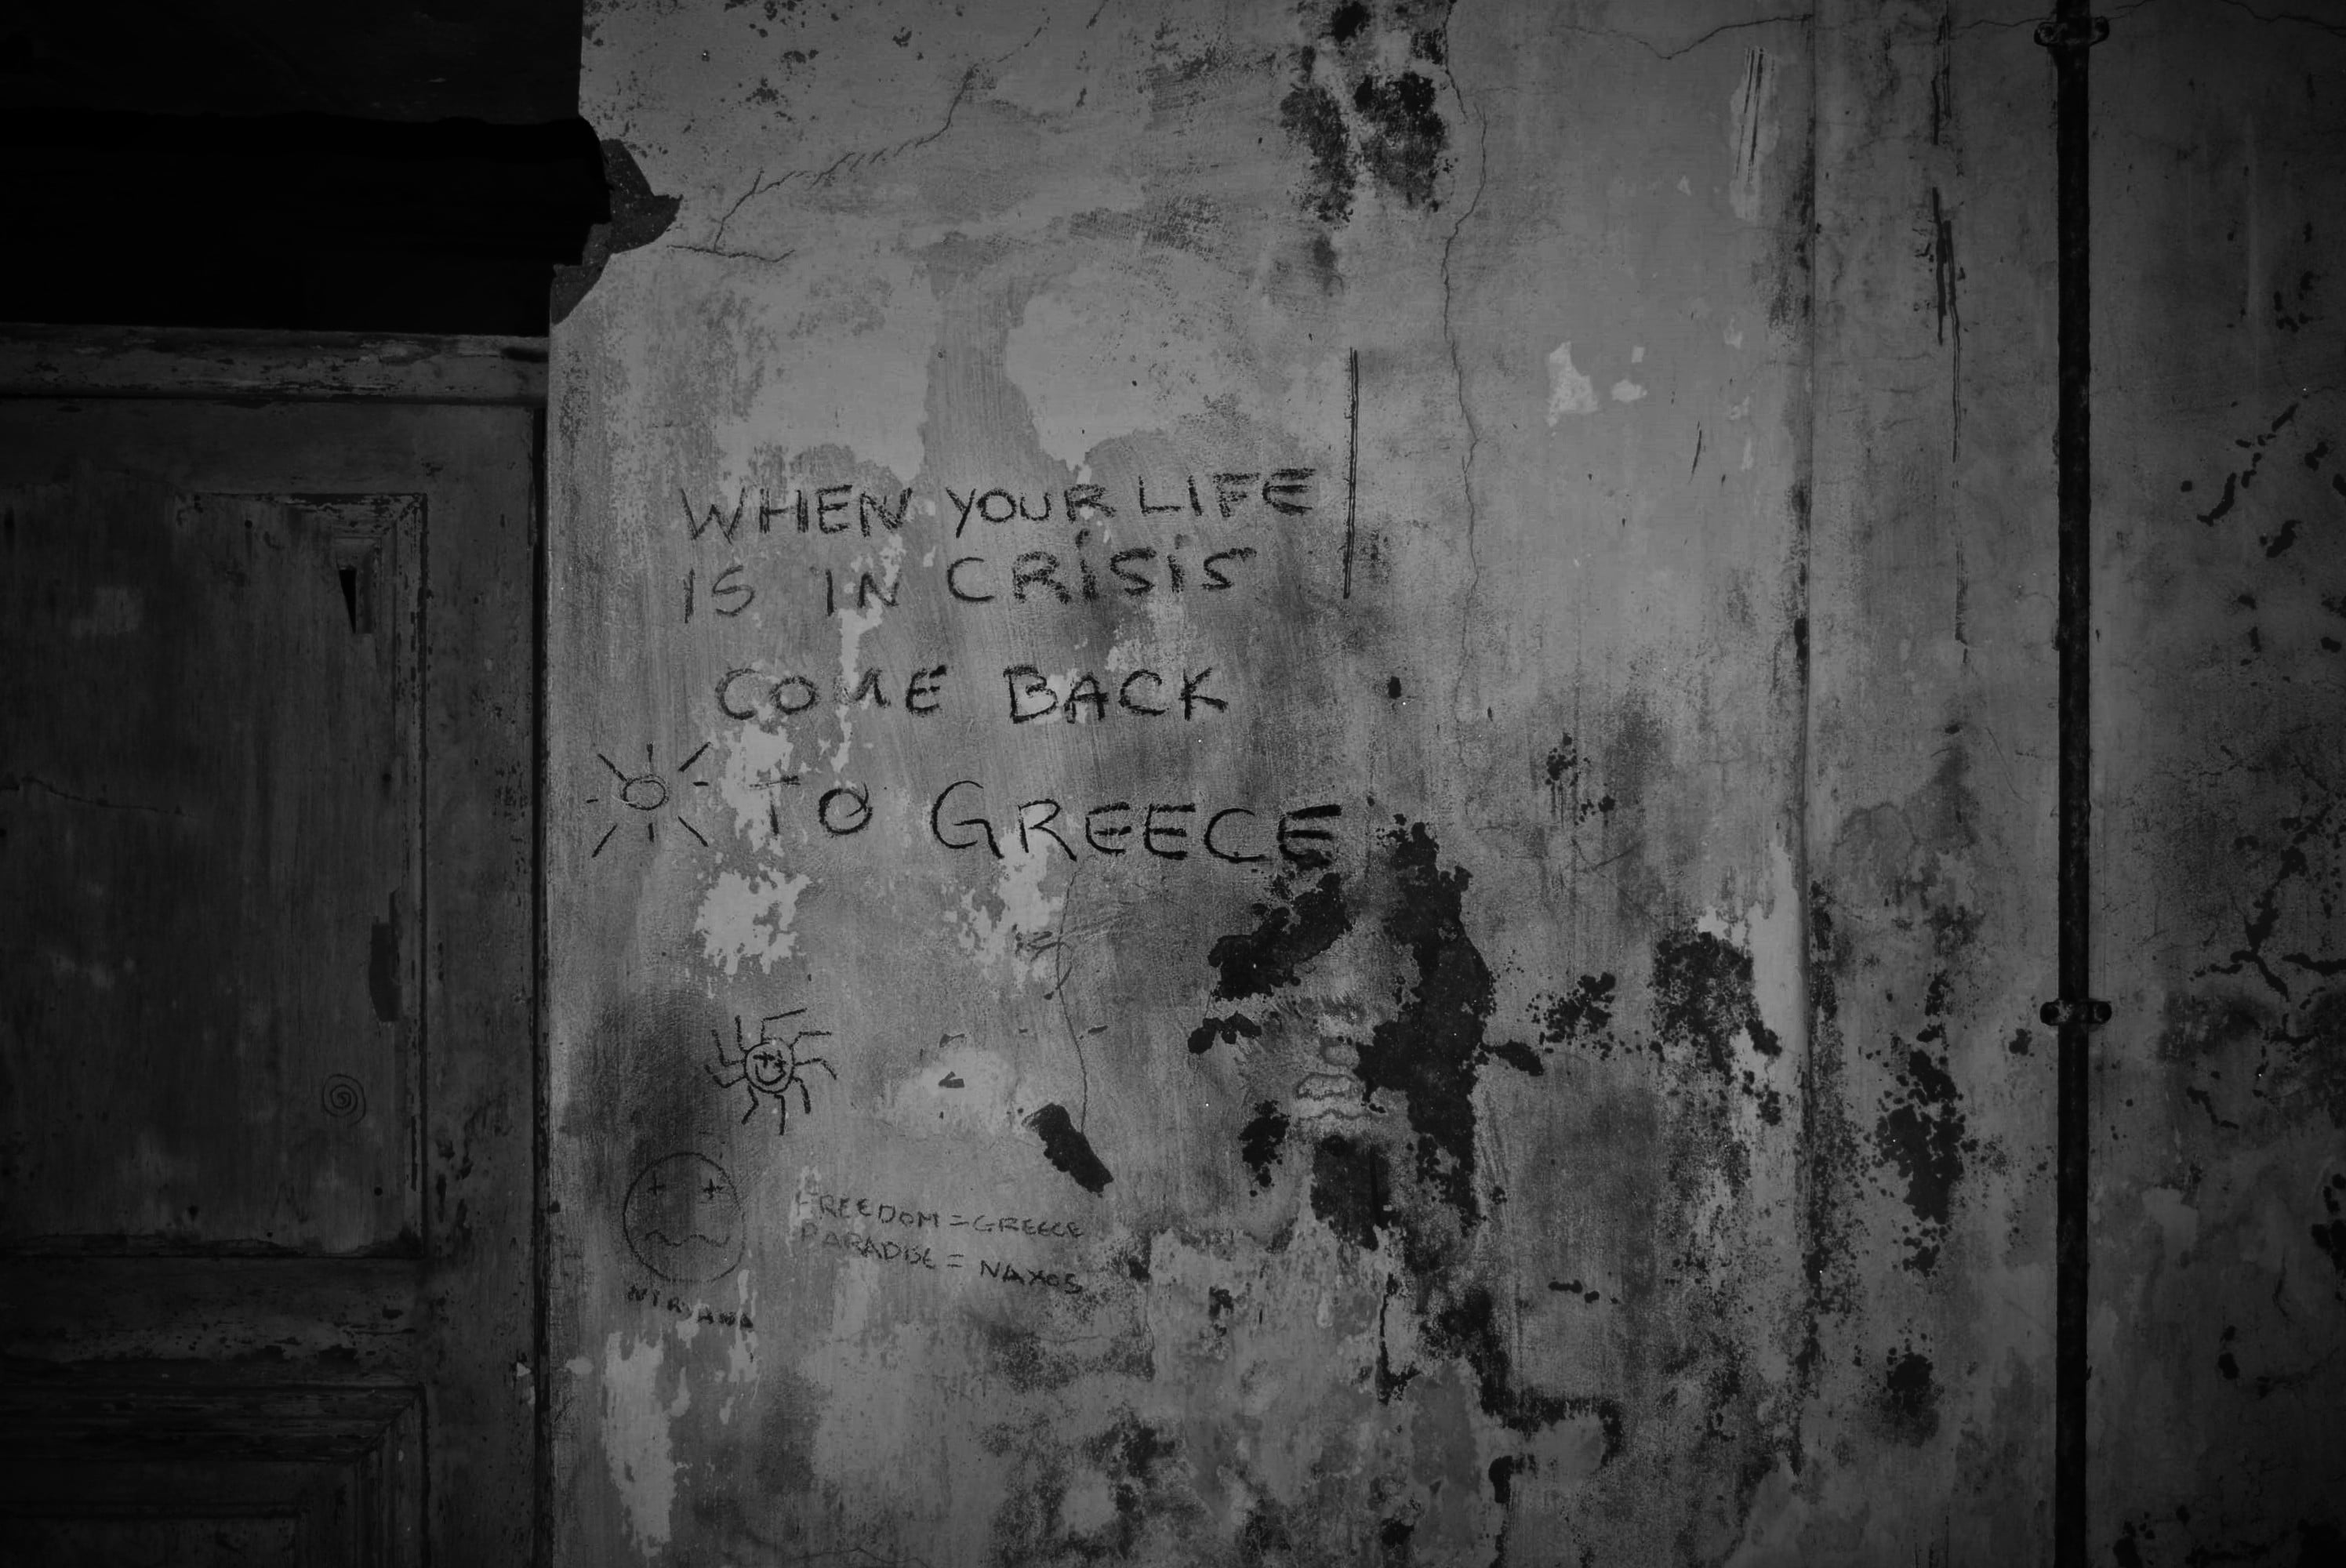 WHEN YOUR LIFE
IS IN CRISIS
COME BACK
TO GREECE
FREEDOM = GREECE
PARADISE = NAXOS
NIRVANA